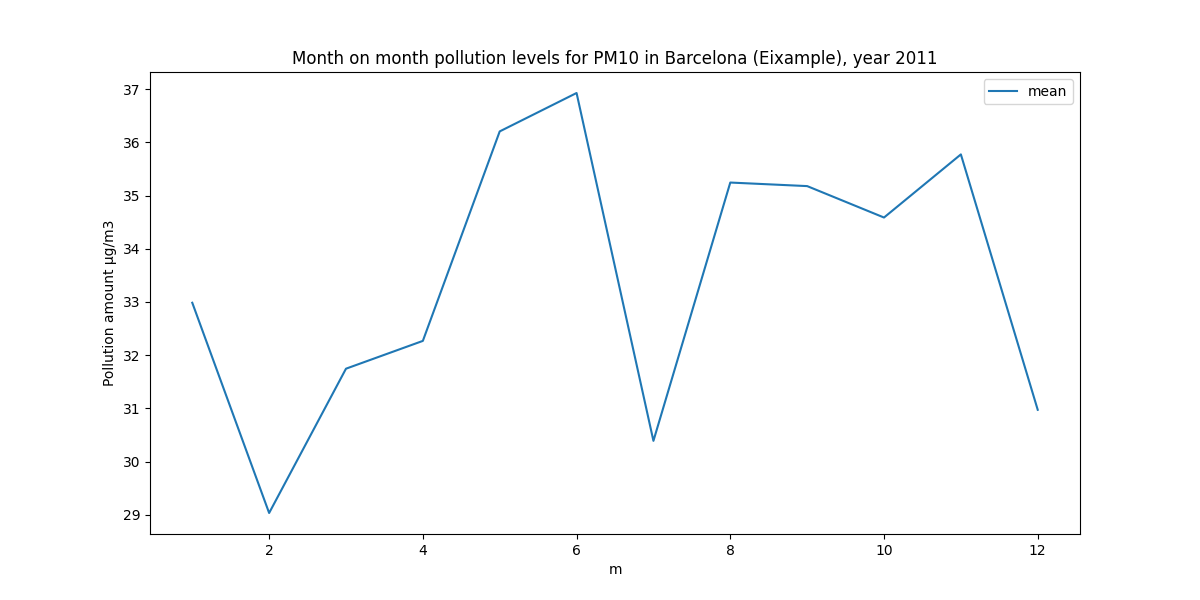 Month on month pollution levels for PM10 in Barcelona (Eixample), year 2011
mean
37
36
35
34
33
32
31
30
29
Pollution amount µg/m3
2 4 6 8 10 12
m